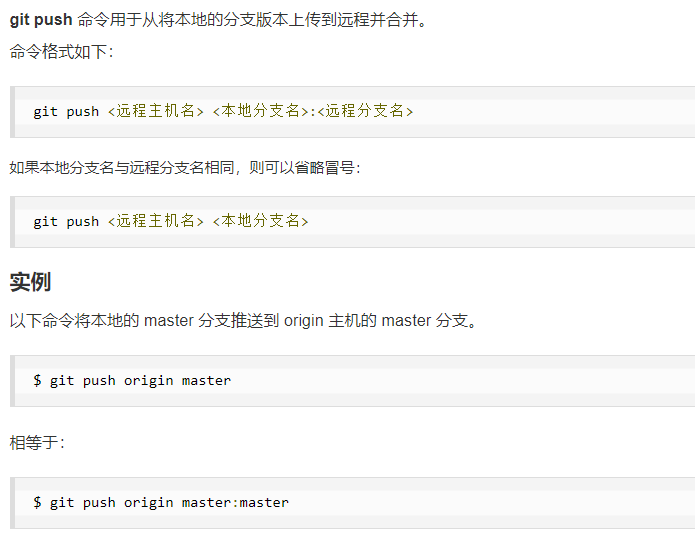 git push 命令用于从将本地的分支版本上传到远程并合并。
命令格式如下：
git push <远程主机名> <本地分支名>:<远程分支名>
如果本地分支名与远程分支名相同，则可以省略冒号：
git push <远程主机名> <本地分支名>
实例
以下命令将本地的 master 分支推送到 origin 主机的 master 分支。
$ git push origin master
相等于：
$ git push origin master:master